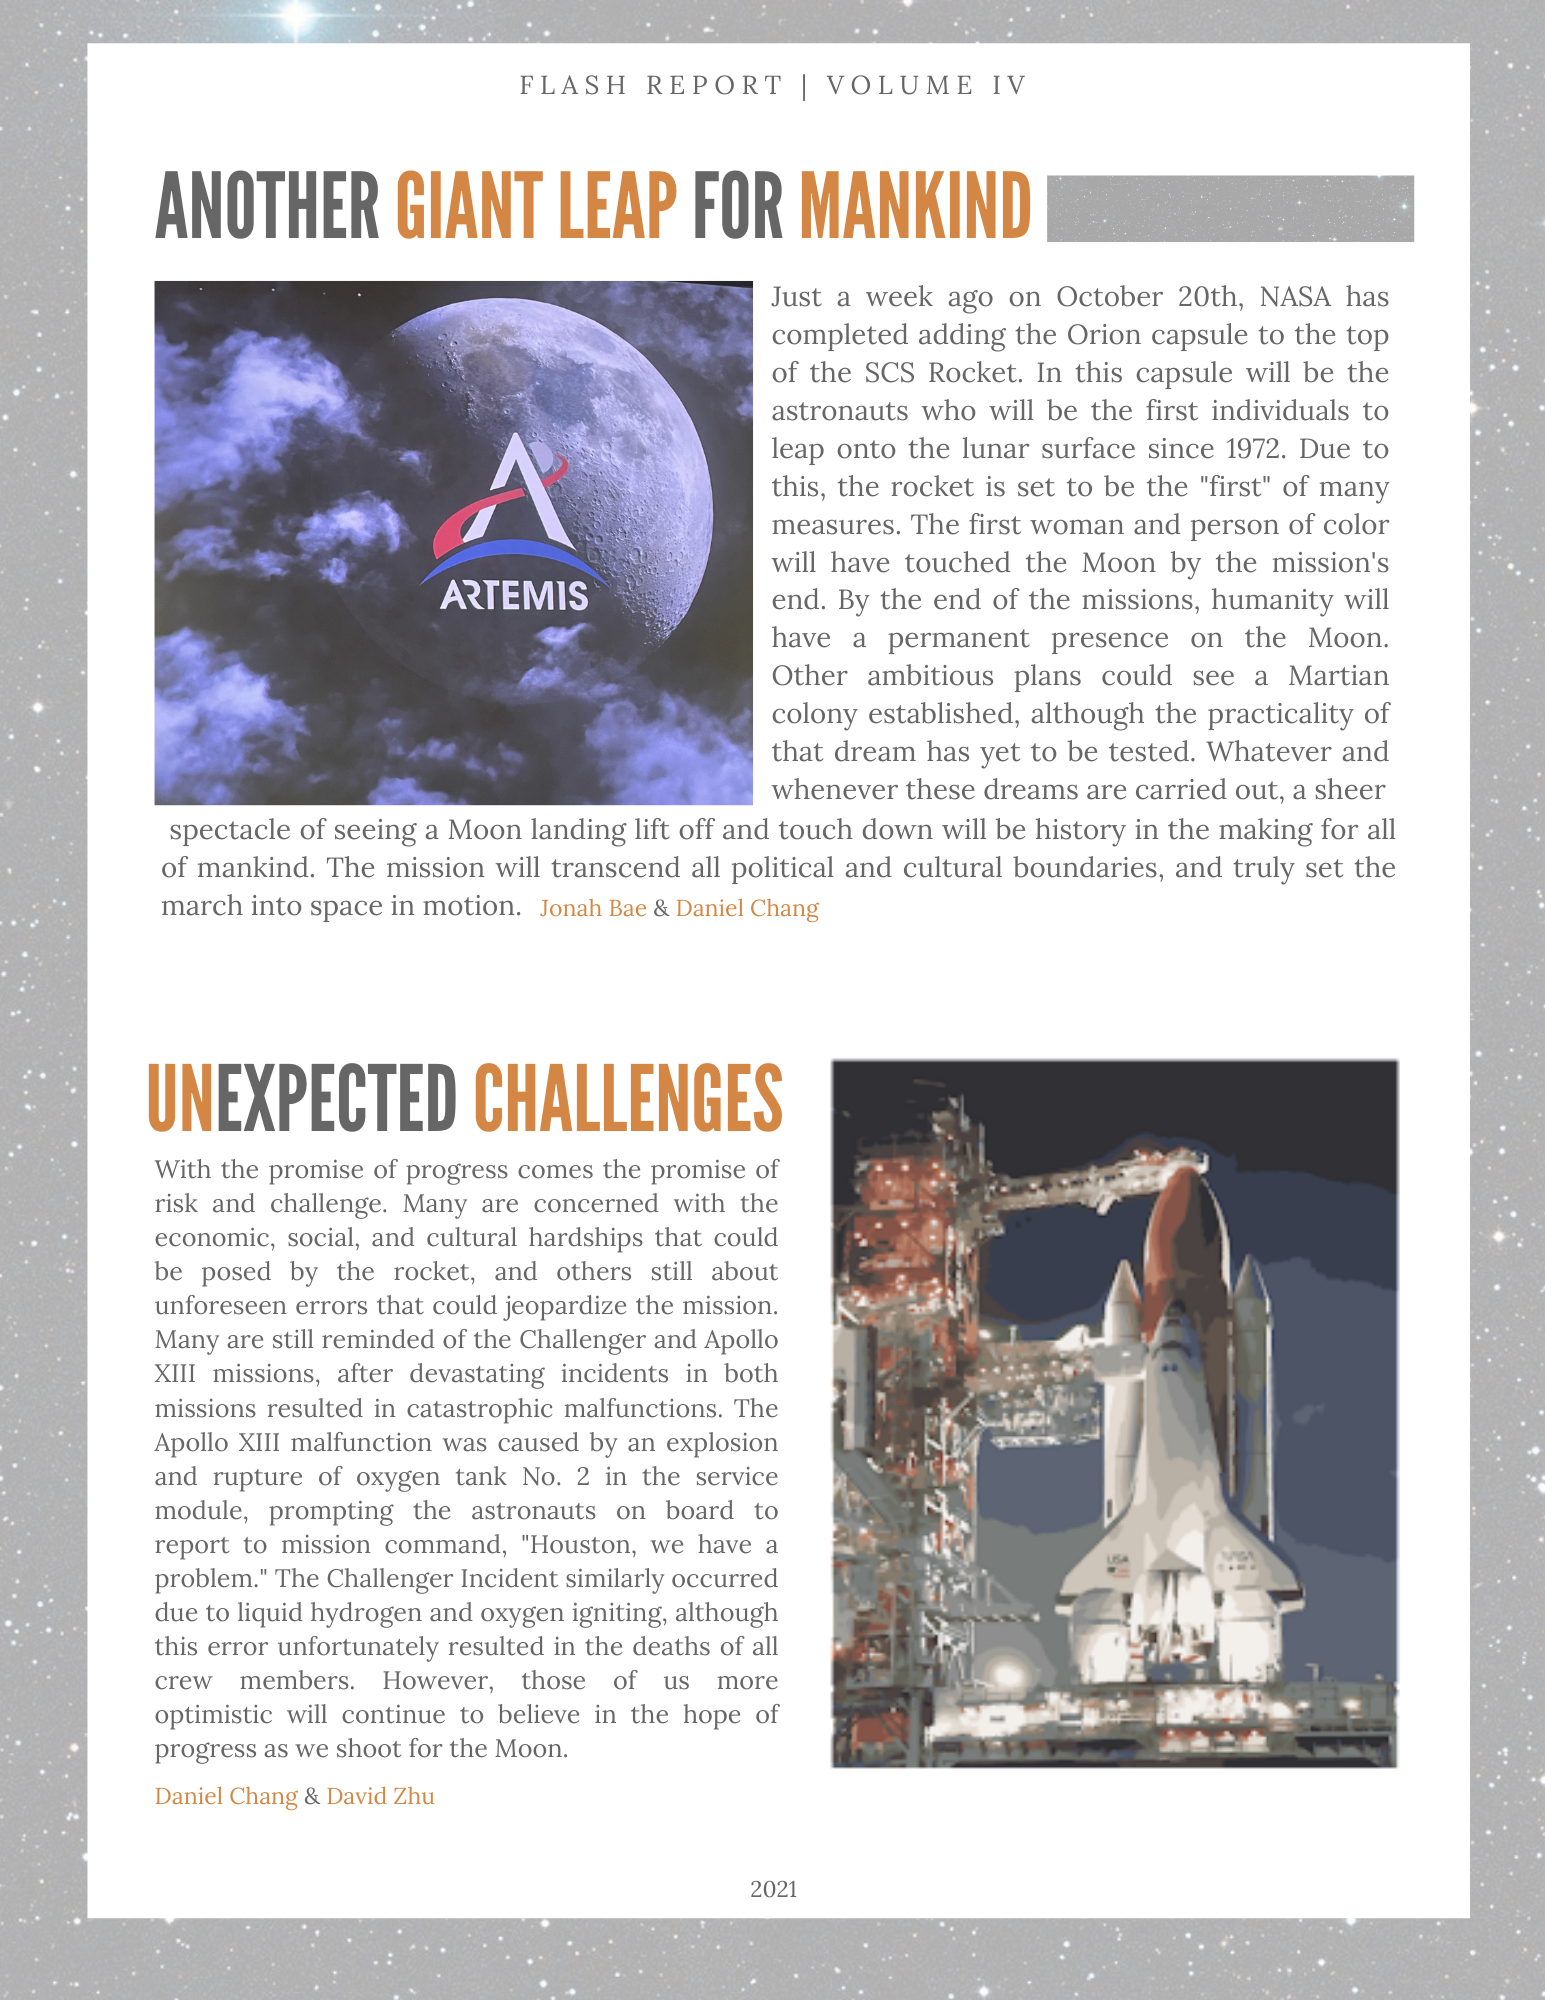 FLASH REPORT | VOLUME IV
ANOTHER GIANT LEAP FOR MANKIND
ARTEMIS
Just a week ago on October 20th, NASA has
completed adding the Orion capsule to the top
of the SCS Rocket. In this capsule will be the
astronauts who will be the first individuals to
leap onto the lunar surface since 1972. Due to
this, the rocket is set to be the "first" of many
measures. The first woman and person of color
will have touched the Moon by the mission's
end. By the end of the missions, humanity will
have a permanent presence on the Moon.
Other ambitious plans could see a Martian
colony established, although the practicality of
that dream has yet to be tested. Whatever and
whenever these dreams are carried out, a sheer
spectacle of seeing a Moon landing lift off and touch down will be history in the making for all
of mankind. The mission will transcend all political and cultural boundaries, and truly set the
march into space in motion. Jonah Bae & Daniel Chang
UNEXPECTED CHALLENGES
With the promise of progress comes the promise of
risk and challenge. Many are concerned with the
economic, social, and cultural hardships that could
be posed by the rocket, and others still about
unforeseen errors that could jeopardize the mission.
Many are still reminded of the Challenger and Apollo
XIII missions, after devastating incidents in both
missions resulted in catastrophic malfunctions. The
Apollo XIII malfunction was caused by an explosion
and rupture of oxygen tank No. 2 in the service
module, prompting the astronauts on board to
report to mission command, "Houston, we have a
problem." The Challenger Incident similarly occurred
due to liquid hydrogen and oxygen igniting, although
this error unfortunately resulted in the deaths of all
crew members. However, those of us more
optimistic will continue to believe in the hope of
progress as we shoot for the Moon.
Daniel Chang & David Zhu
USA
2021